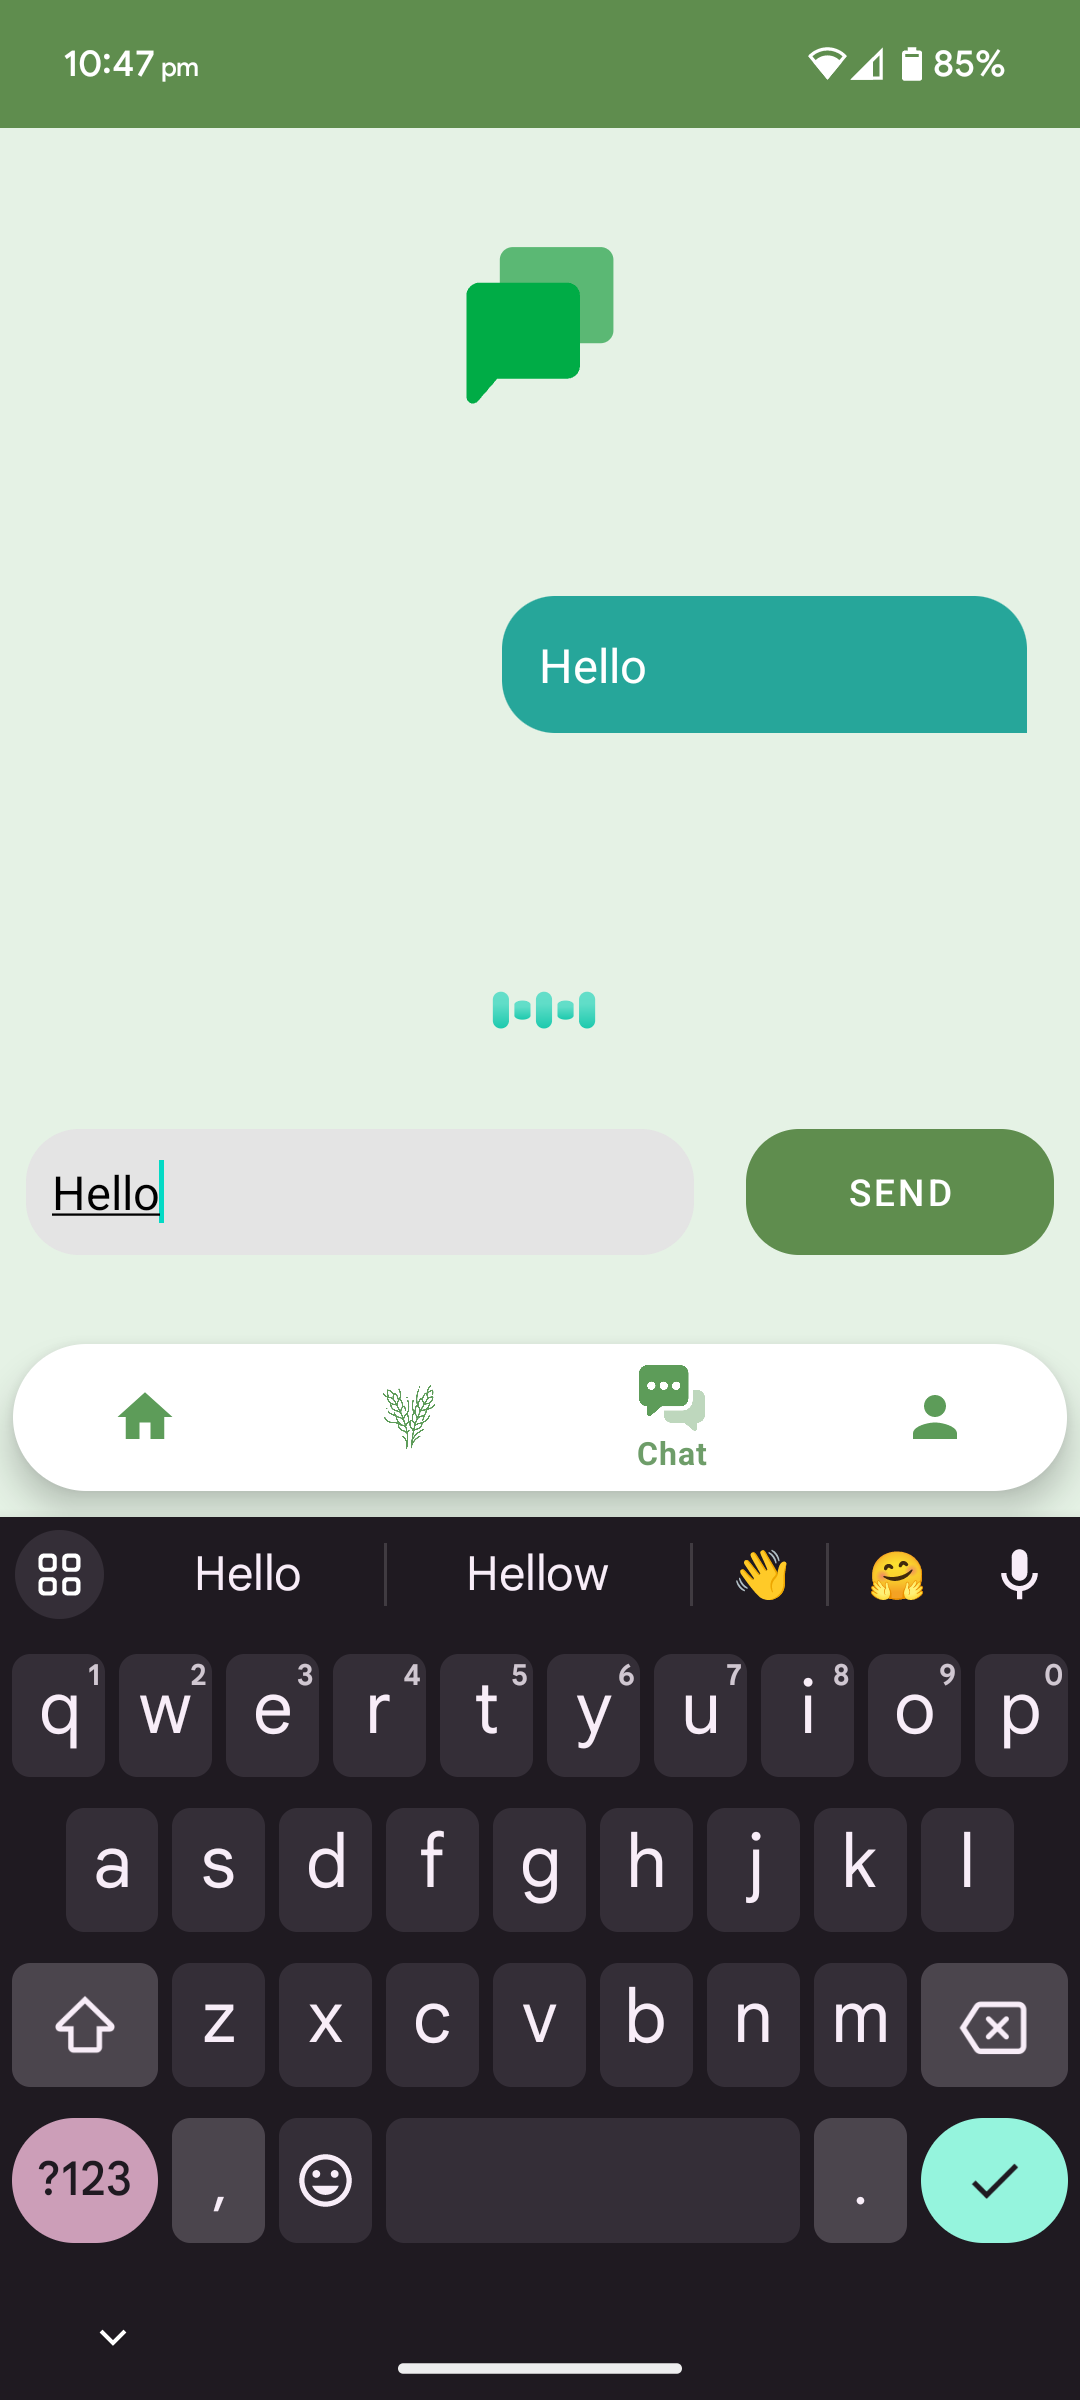 10:47 pm 85%
Hello
Hello SEND
Chat
Hello Hellow
q1 w2 e3 r4 t5 y6 u7 i8 o9 p0
a s d f g h j k l
z x c v b n m
?123 , .